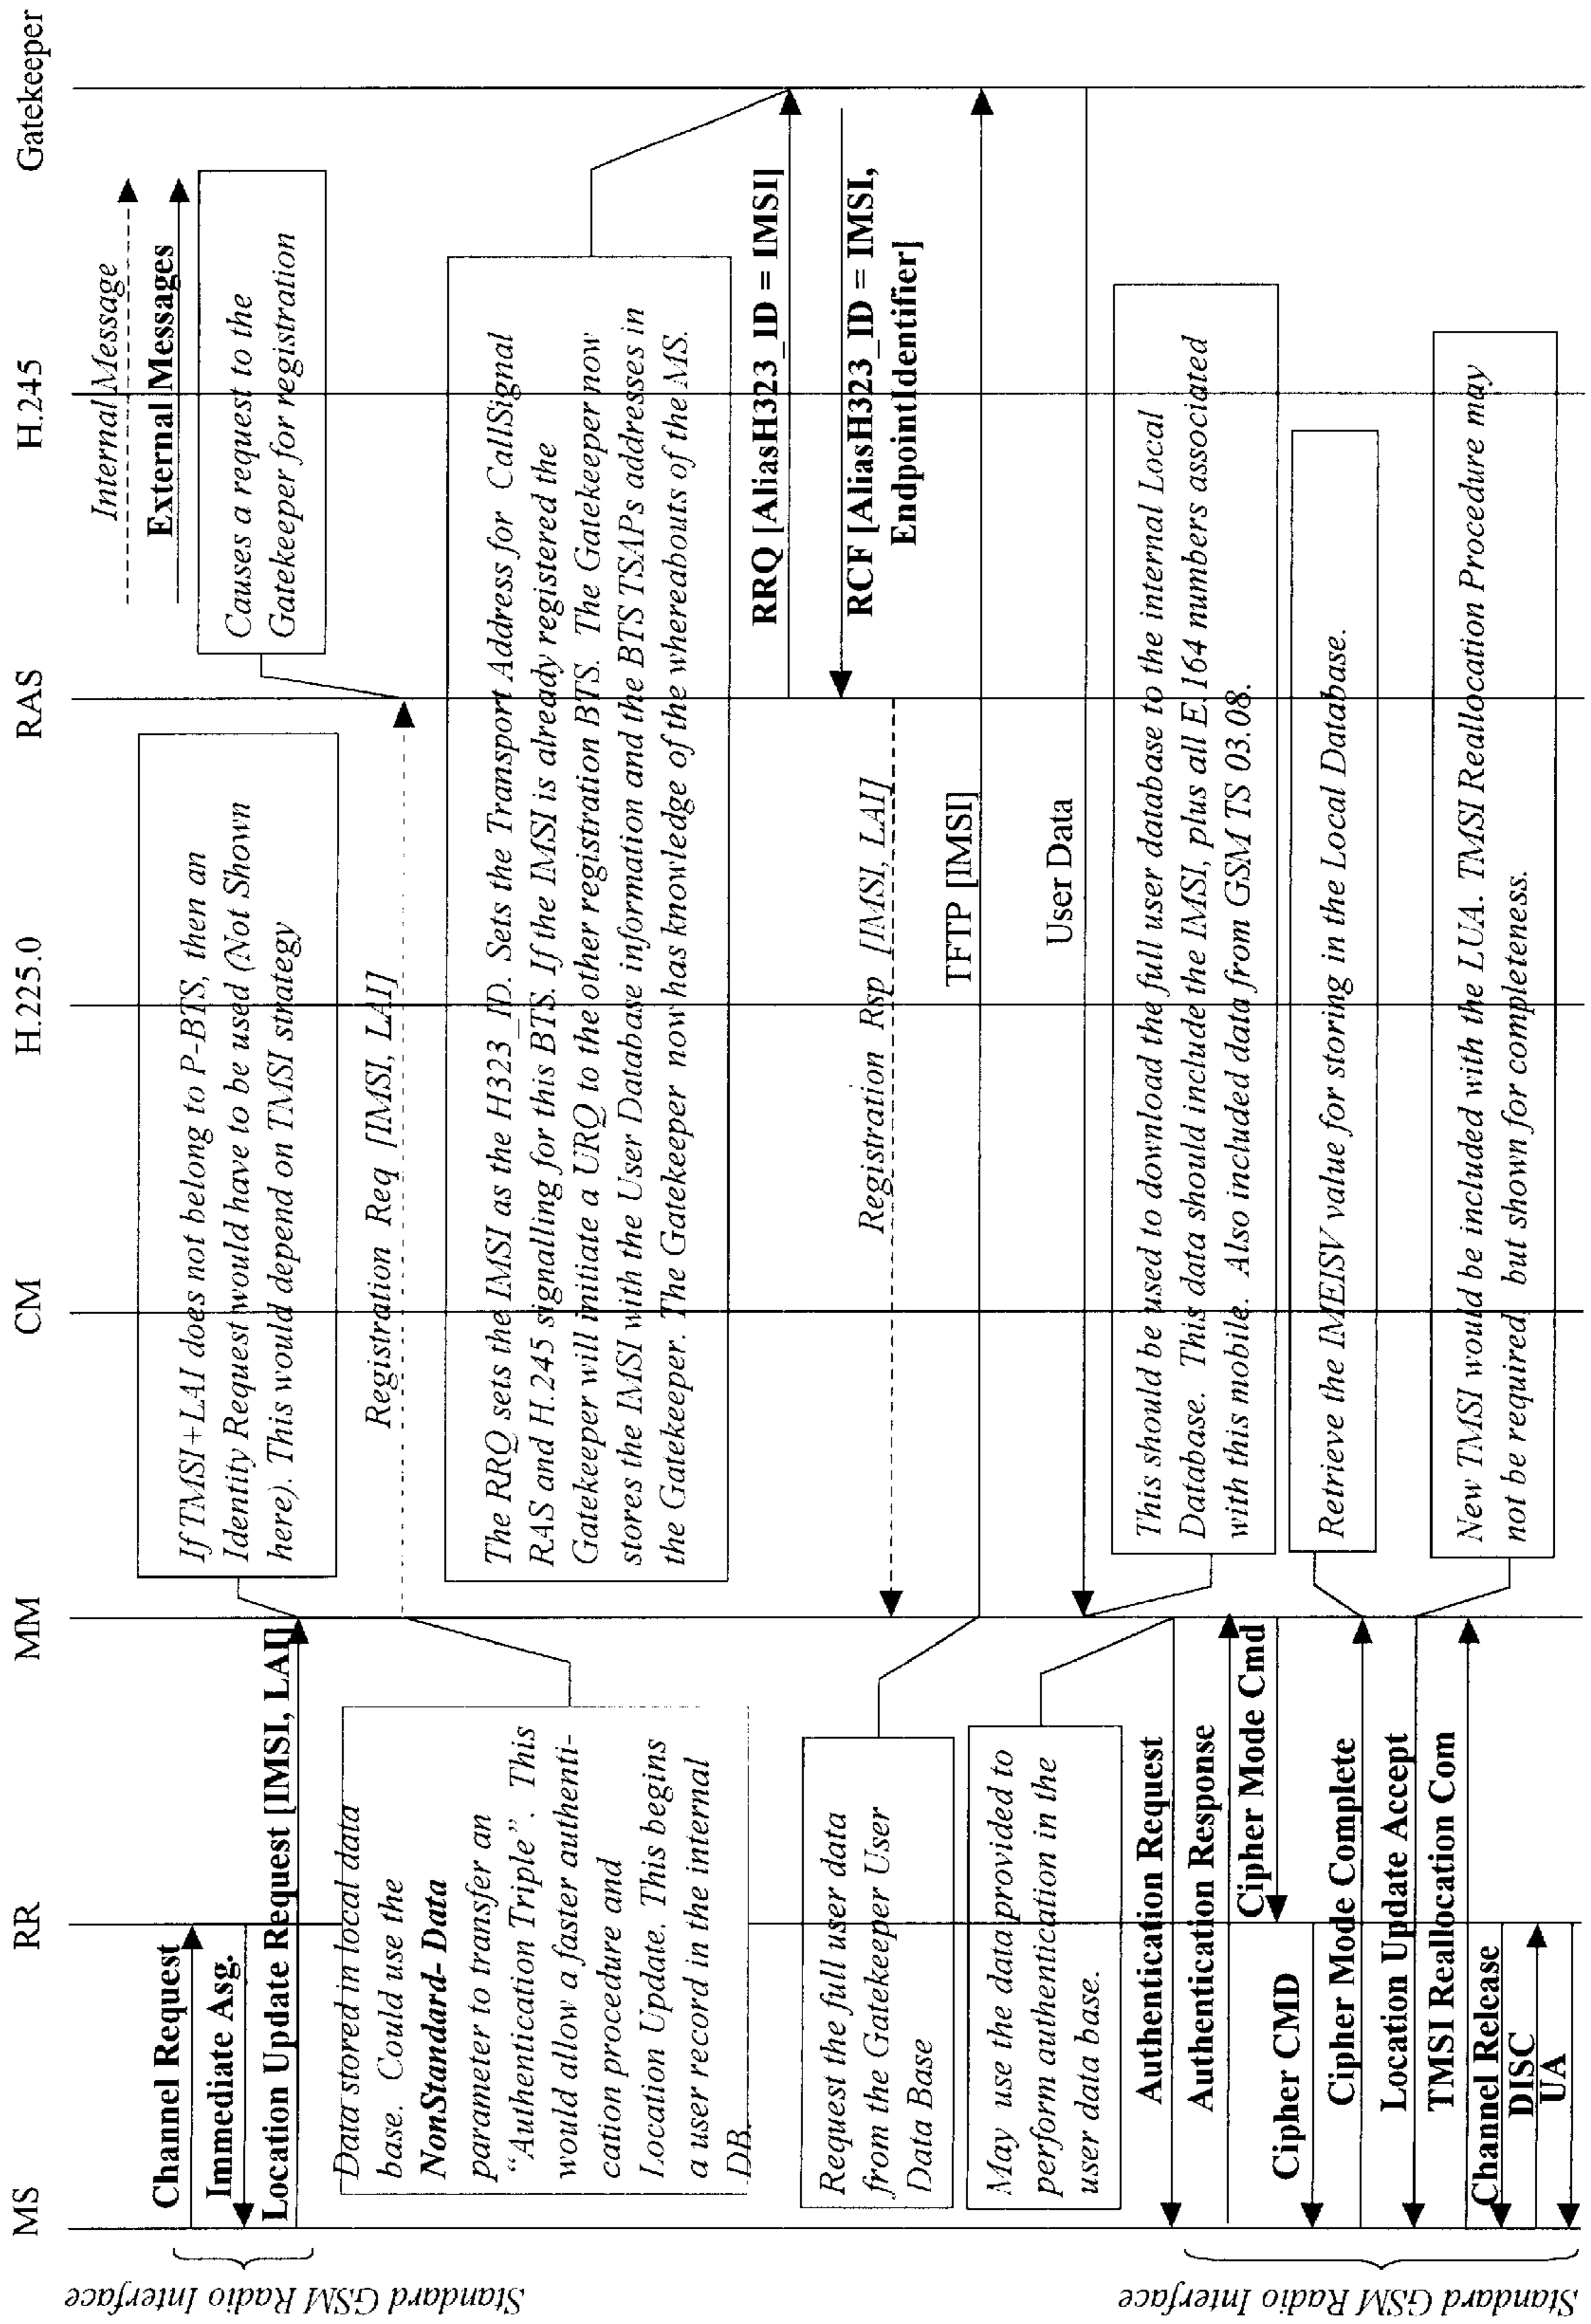 MS
RR
MM
CM
H.225.0
RAS
H.245
Gatekeeper
Internal Message
External Messages
Channel Request
Immediate Asg.
Location Update Request [IMSI, LAI]
Standard GSM Radio Interface
If TMSI+LAI does not belong to P-BTS, then an
Identity Request would have to be used (Not Shown
here). This would depend on TMSI strategy
Causes a request to the
Gatekeeper for registration
Registration Req [IMSI, LAI]
Data stored in local data
base. Could use the
NonStandard- Data
parameter to transfer an
“Authentication Triple”. This
would allow a faster authenti-
cation procedure and
Location Update. This begins
a user record in the internal
DB.
The RRQ sets the IMSI as the H323_ID. Sets the Transport Address for CallSignal
RAS and H.245 signalling for this BTS. If the IMSI is already registered the
Gatekeeper will initiate a URQ to the other registration BTS. The Gatekeeper now
stores the IMSI with the User Database information and the BTS TSAPs addresses in
the Gatekeeper. The Gatekeeper now has knowledge of the whereabouts of the MS.
RRQ [AliasH323_ID = IMSI]
RCF [AliasH323_ID = IMSI,
EndpointIdentifier]
Registration Rsp [IMSI, LAI]
Request the full user data
from the Gatekeeper User
Data Base
TFTP [IMSI]
User Data
May use the data provided to
perform authentication in the
user data base.
This should be used to download the full user database to the internal Local
Database. This data should include the IMSI, plus all E.164 numbers associated
with this mobile. Also included data from GSM TS 03.08.
Authentication Request
Authentication Response
Cipher Mode Cmd
Cipher CMD
Retrieve the IMEISV value for storing in the Local Database.
Cipher Mode Complete
Location Update Accept
TMSI Reallocation Com
New TMSI would be included with the LUA. TMSI Reallocation Procedure may
not be required, but shown for completeness.
Channel Release
DISC
UA
Standard GSM Radio Interface